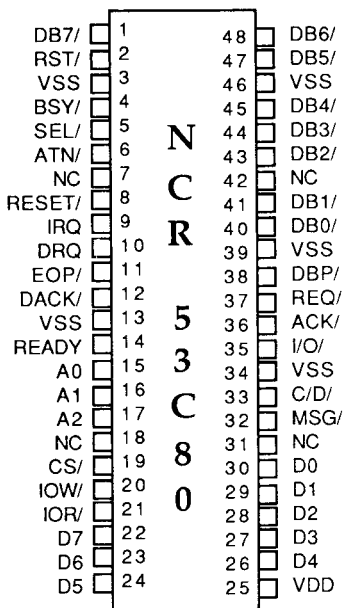 DB7/ 1 48 DB6/
RST/ 2 47 DB5/
VSS 3 46 VSS
BSY/ 4 45 DB4/
SEL/ 5 44 DB3/
ATN/ 6 43 DB2/
NC 7 42 NC
RESET/ 8 41 DB1/
IRQ 9 40 DB0/
DRQ 10 39 VSS
EOP/ 11 38 DBP/
DACK/ 12 37 REQ/
VSS 13 36 ACK/
READY 14 35 I/O/
A0 15 34 VSS
A1 16 33 C/D/
A2 17 32 MSG/
NC 18 31 NC
CS/ 19 30 D0
IOW/ 20 29 D1
IOR/ 21 28 D2
D7 22 27 D3
D6 23 26 D4
D5 24 25 VDD
NCR 53C80